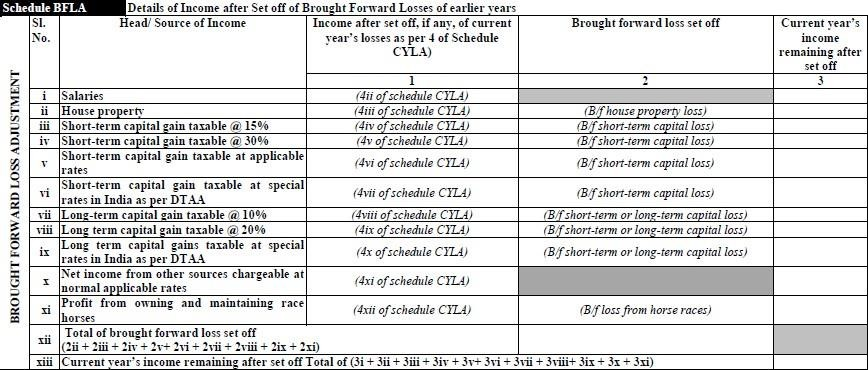 Schedule BFLA Details of Income after Set off of Brought Forward Losses of earlier years
Sl. No. Head/ Source of Income Income after set off, if any, of current year's losses as per 4 of Schedule CYLA) Brought forward loss set off Current year's income remaining after set off
1 2 3
BROUGHT FORWARD LOSS ADJUSTMENT
i Salaries (4ii of schedule CYLA)
ii House property (4iii of schedule CYLA) (B/f house property loss)
iii Short-term capital gain taxable @ 15% (4iv of schedule CYLA) (B/f short-term capital loss)
iv Short-term capital gain taxable @ 30% (4v of schedule CYLA) (B/f short-term capital loss)
v Short-term capital gain taxable at applicable rates (4vi of schedule CYLA) (B/f short-term capital loss)
vi Short-term capital gain taxable at special rates in India as per DTAA (4vii of schedule CYLA) (B/f short-term capital loss)
vii Long-term capital gain taxable @ 10% (4viii of schedule CYLA) (B/f short-term or long-term capital loss)
viii Long term capital gain taxable @ 20% (4ix of schedule CYLA) (B/f short-term or long-term capital loss)
ix Long term capital gains taxable at special rates in India as per DTAA (4x of schedule CYLA) (B/f short-term or long-term capital loss)
x Net income from other sources chargeable at normal applicable rates (4xi of schedule CYLA)
xi Profit from owning and maintaining race horses (4xii of schedule CYLA) (B/f loss from horse races)
xii Total of brought forward loss set off
(2ii + 2iii + 2iv + 2v+ 2vi + 2vii + 2viii + 2ix + 2xi)
xiii Current year's income remaining after set off Total of (3i + 3ii + 3iii + 3iv + 3v+ 3vi + 3vii + 3viii+ 3ix + 3x + 3xi)